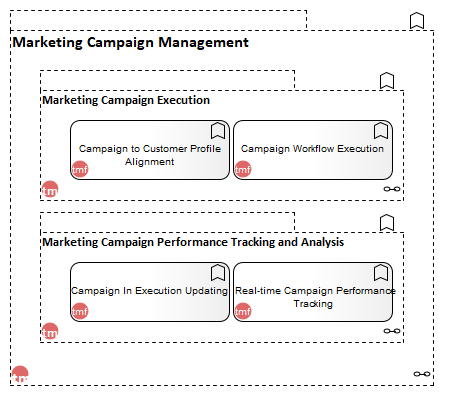 Marketing Campaign Management
Marketing Campaign Execution
Campaign to Customer Profile
Alignment
tmf
Campaign Workflow Execution
tmf
tm
Marketing Campaign Performance Tracking and Analysis
Campaign In Execution Updating
tmf
Real-time Campaign Performance
Tracking
tmf
tm
tm